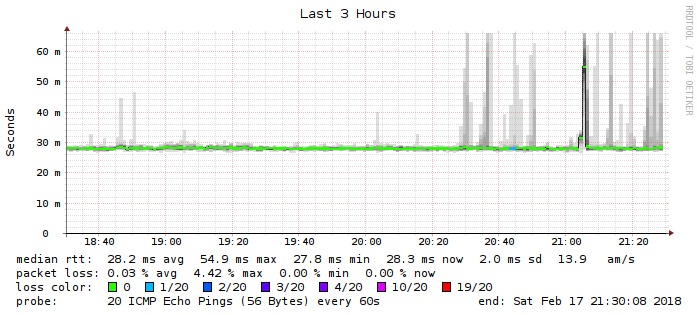 Last 3 Hours
RRDTOOL / TOBI OETIKER
Seconds
60 m
50 m
40 m
30 m
20 m
10 m
0
18:40 19:00 19:20 19:40 20:00 20:20 20:40 21:00 21:20
median rtt: 28.2 ms avg 54.9 ms max 27.8 ms min 28.3 ms now 2.0 ms sd 13.9 am/s
packet loss: 0.03 % avg 4.42 % max 0.00 % min 0.00 % now
loss color: 0 1/20 2/20 3/20 4/20 10/20 19/20
probe: 20 ICMP Echo Pings (56 Bytes) every 60s end: Sat Feb 17 21:30:08 2018